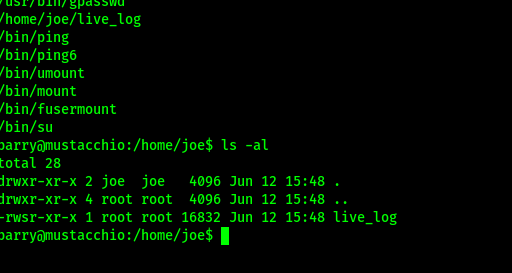 /usr/bin/gpasswd
/home/joe/live_log
/bin/ping
/bin/ping6
/bin/umount
/bin/mount
/bin/fusermount
/bin/su
barry@mustacchio:/home/joe$ ls -al
total 28
drwxr-xr-x 2 joe  joe   4096 Jun 12 15:48 .
drwxr-xr-x 4 root root  4096 Jun 12 15:48 ..
-rwsr-xr-x 1 root root 16832 Jun 12 15:48 live_log
barry@mustacchio:/home/joe$